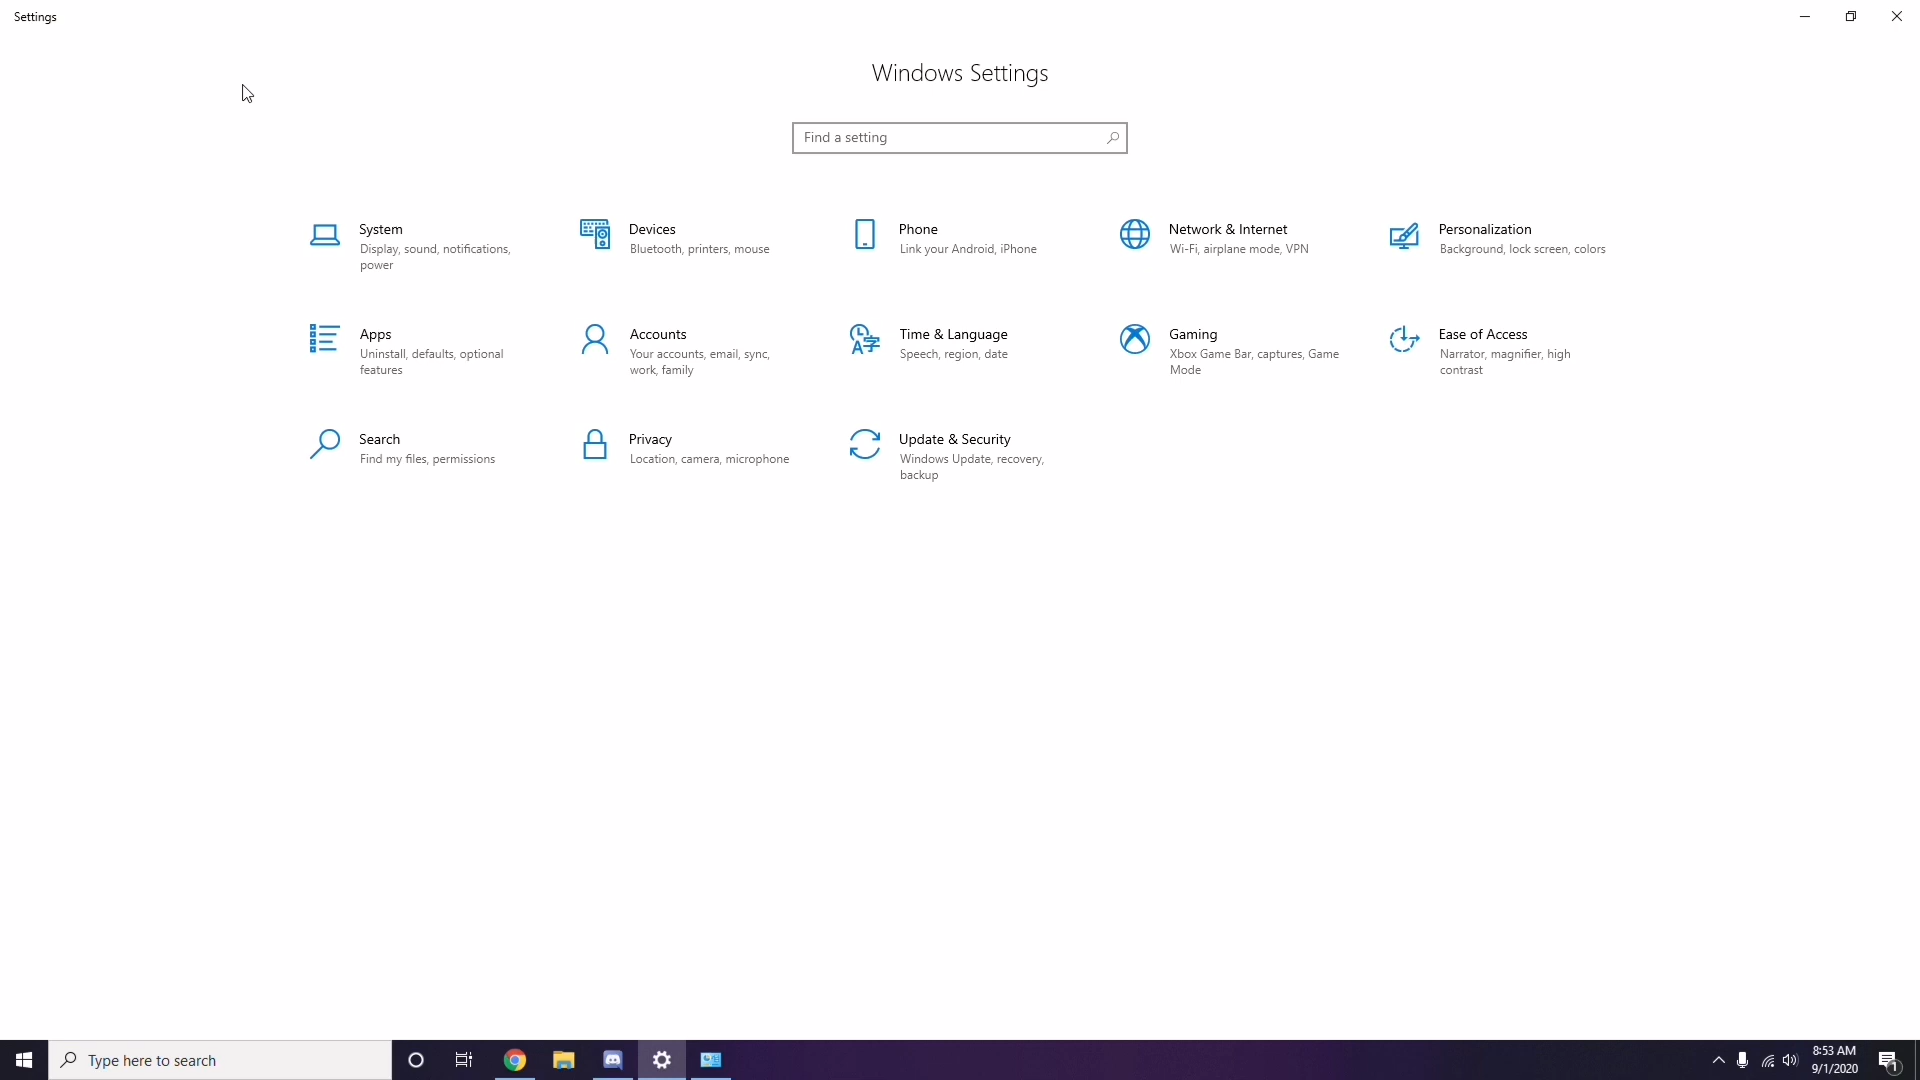 Settings
Windows Settings
Find a setting
System
Display, sound, notifications,
power
Devices
Bluetooth, printers, mouse
Phone
Link your Android, iPhone
Network & Internet
Wi-Fi, airplane mode, VPN
Personalization
Background, lock screen, colors
Apps
Uninstall, defaults, optional
features
Accounts
Your accounts, email, sync,
work, family
Time & Language
Speech, region, date
Gaming
Xbox Game Bar, captures, Game
Mode
Ease of Access
Narrator, magnifier, high
contrast
Search
Find my files, permissions
Privacy
Location, camera, microphone
Update & Security
Windows Update, recovery,
backup
Type here to search
8:53 AM
9/1/2020
1